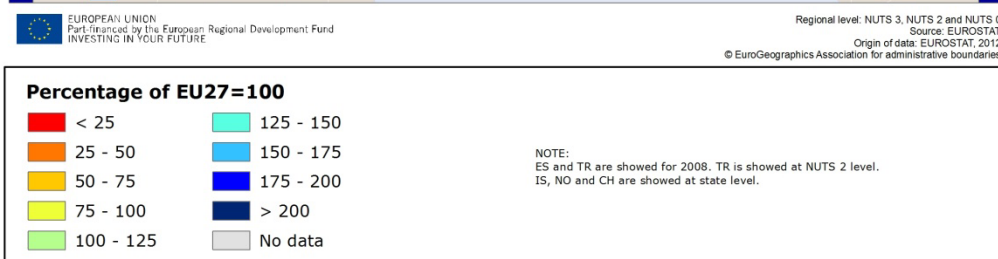 EUROPEAN UNION
Part-financed by the European Regional Development Fund
INVESTING IN YOUR FUTURE
Regional level: NUTS 3, NUTS 2 and NUTS 0
Source: EUROSTAT
Origin of data: EUROSTAT, 2012
© EuroGeographics Association for administrative boundaries
Percentage of EU27=100
< 25
25 - 50
50 - 75
75 - 100
100 - 125
125 - 150
150 - 175
175 - 200
> 200
No data
NOTE:
ES and TR are showed for 2008. TR is showed at NUTS 2 level.
IS, NO and CH are showed at state level.